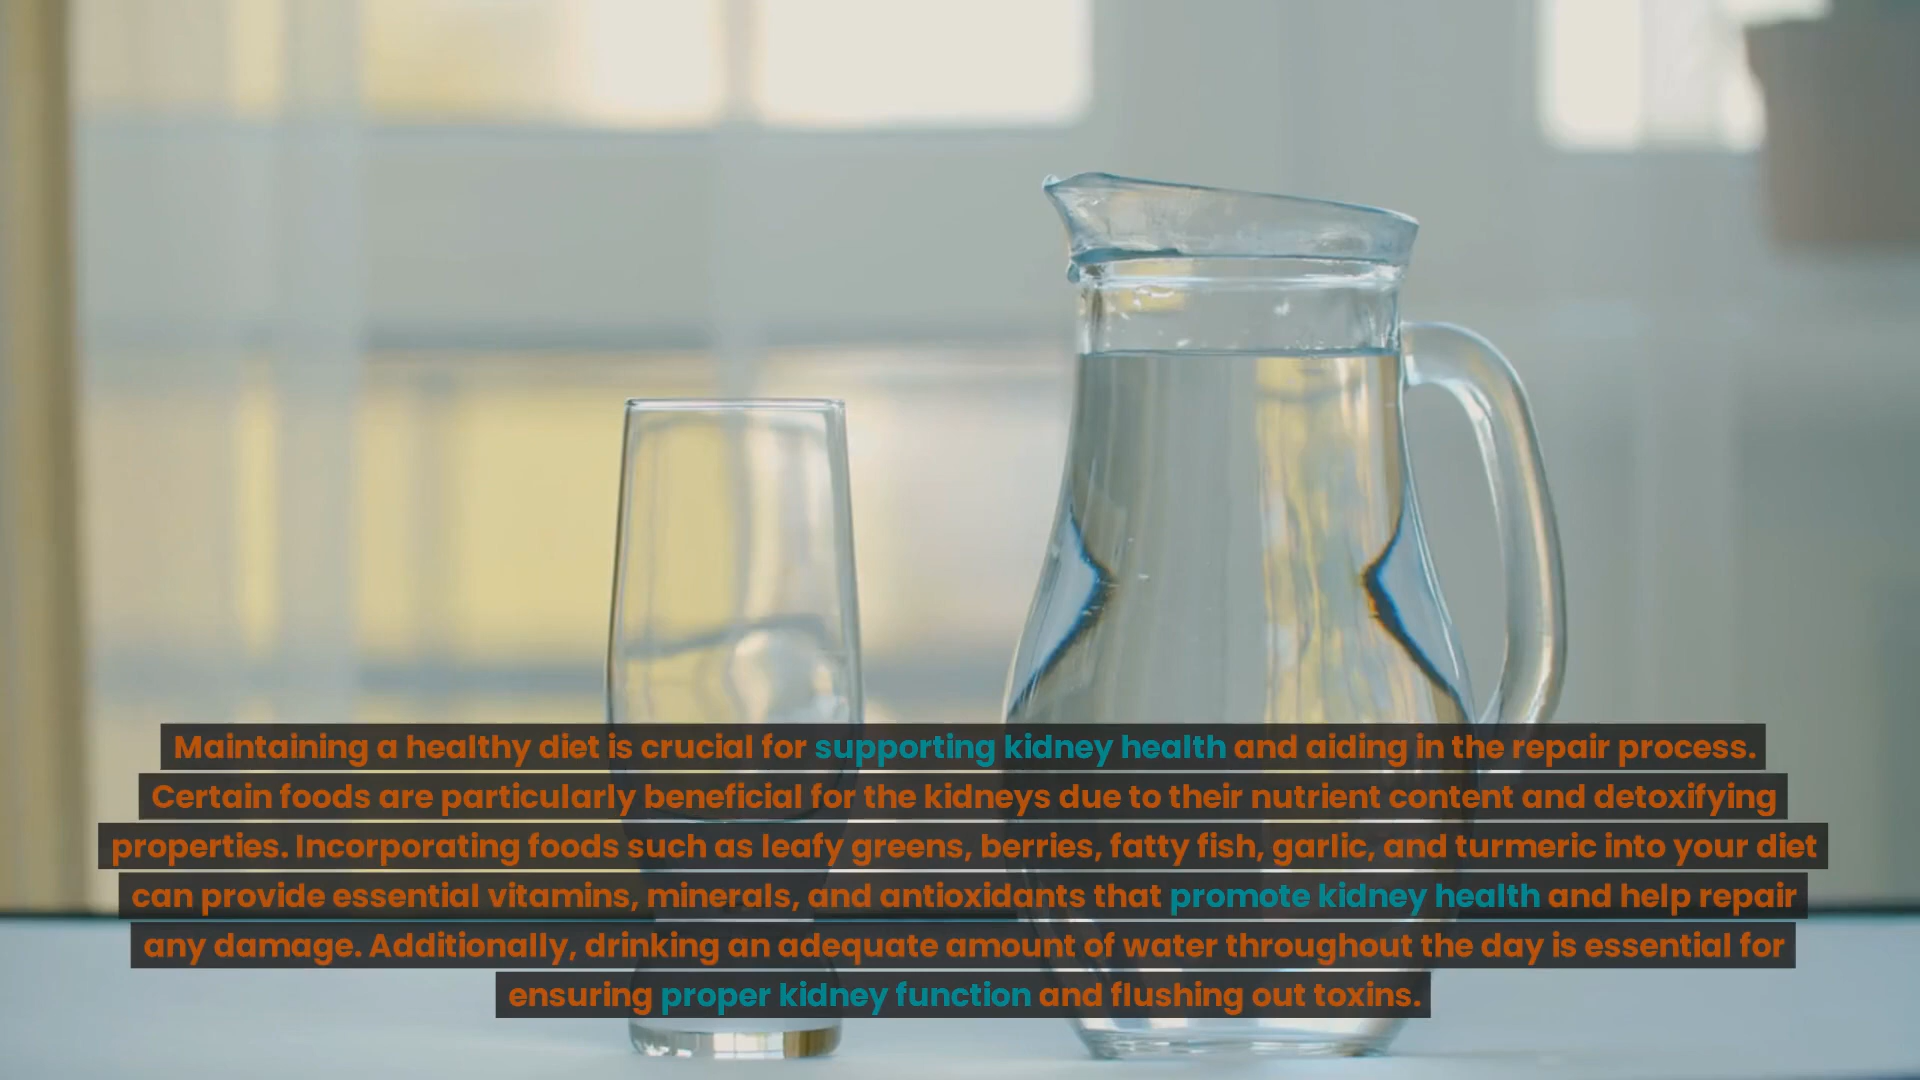 Maintaining a healthy diet is crucial for supporting kidney health and aiding in the repair process.
Certain foods are particularly beneficial for the kidneys due to their nutrient content and detoxifying
properties. Incorporating foods such as leafy greens, berries, fatty fish, garlic, and turmeric into your diet
can provide essential vitamins, minerals, and antioxidants that promote kidney health and help repair
any damage. Additionally, drinking an adequate amount of water throughout the day is essential for
ensuring proper kidney function and flushing out toxins.